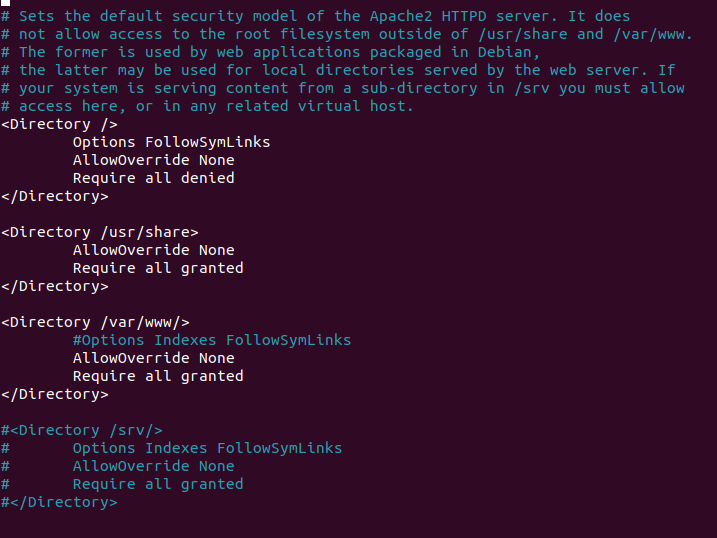 # Sets the default security model of the Apache2 HTTPD server. It does
# not allow access to the root filesystem outside of /usr/share and /var/www.
# The former is used by web applications packaged in Debian,
# the latter may be used for local directories served by the web server. If
# your system is serving content from a sub-directory in /srv you must allow
# access here, or in any related virtual host.
<Directory />
        Options FollowSymLinks
        AllowOverride None
        Require all denied
</Directory>

<Directory /usr/share>
        AllowOverride None
        Require all granted
</Directory>

<Directory /var/www/>
        #Options Indexes FollowSymLinks
        AllowOverride None
        Require all granted
</Directory>

#<Directory /srv/>
#       Options Indexes FollowSymLinks
#       AllowOverride None
#       Require all granted
#</Directory>